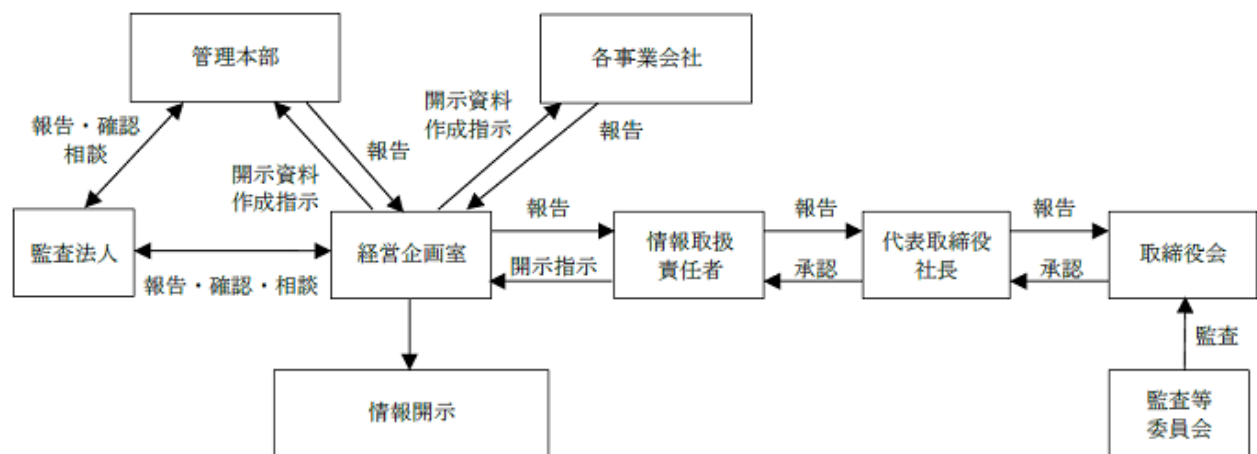 管理本部
各事業会社
報告・確認
相談
報告
開示資料
作成指示
開示資料
作成指示
報告
監査法人
報告・確認・相談
経営企画室
報告
開示指示
情報取扱
責任者
報告
承認
代表取締役
社長
報告
承認
取締役会
監査
情報開示
監査等
委員会